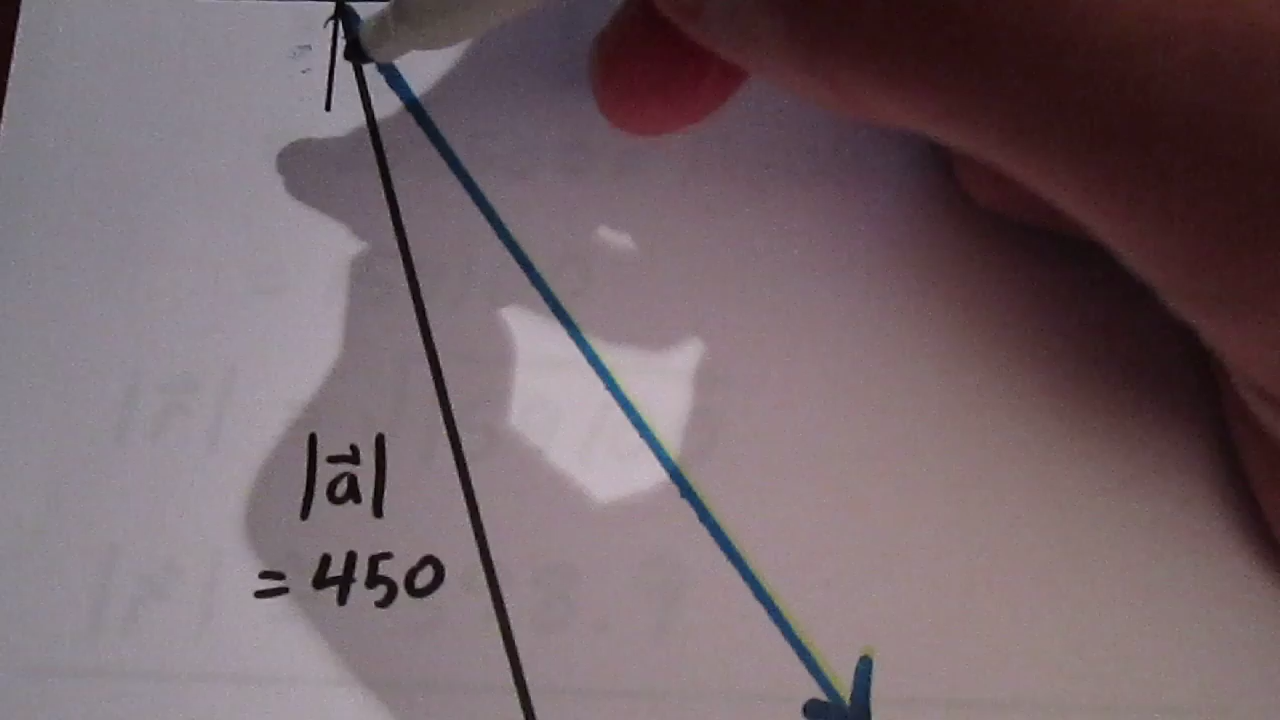 |a⃗|
= 450